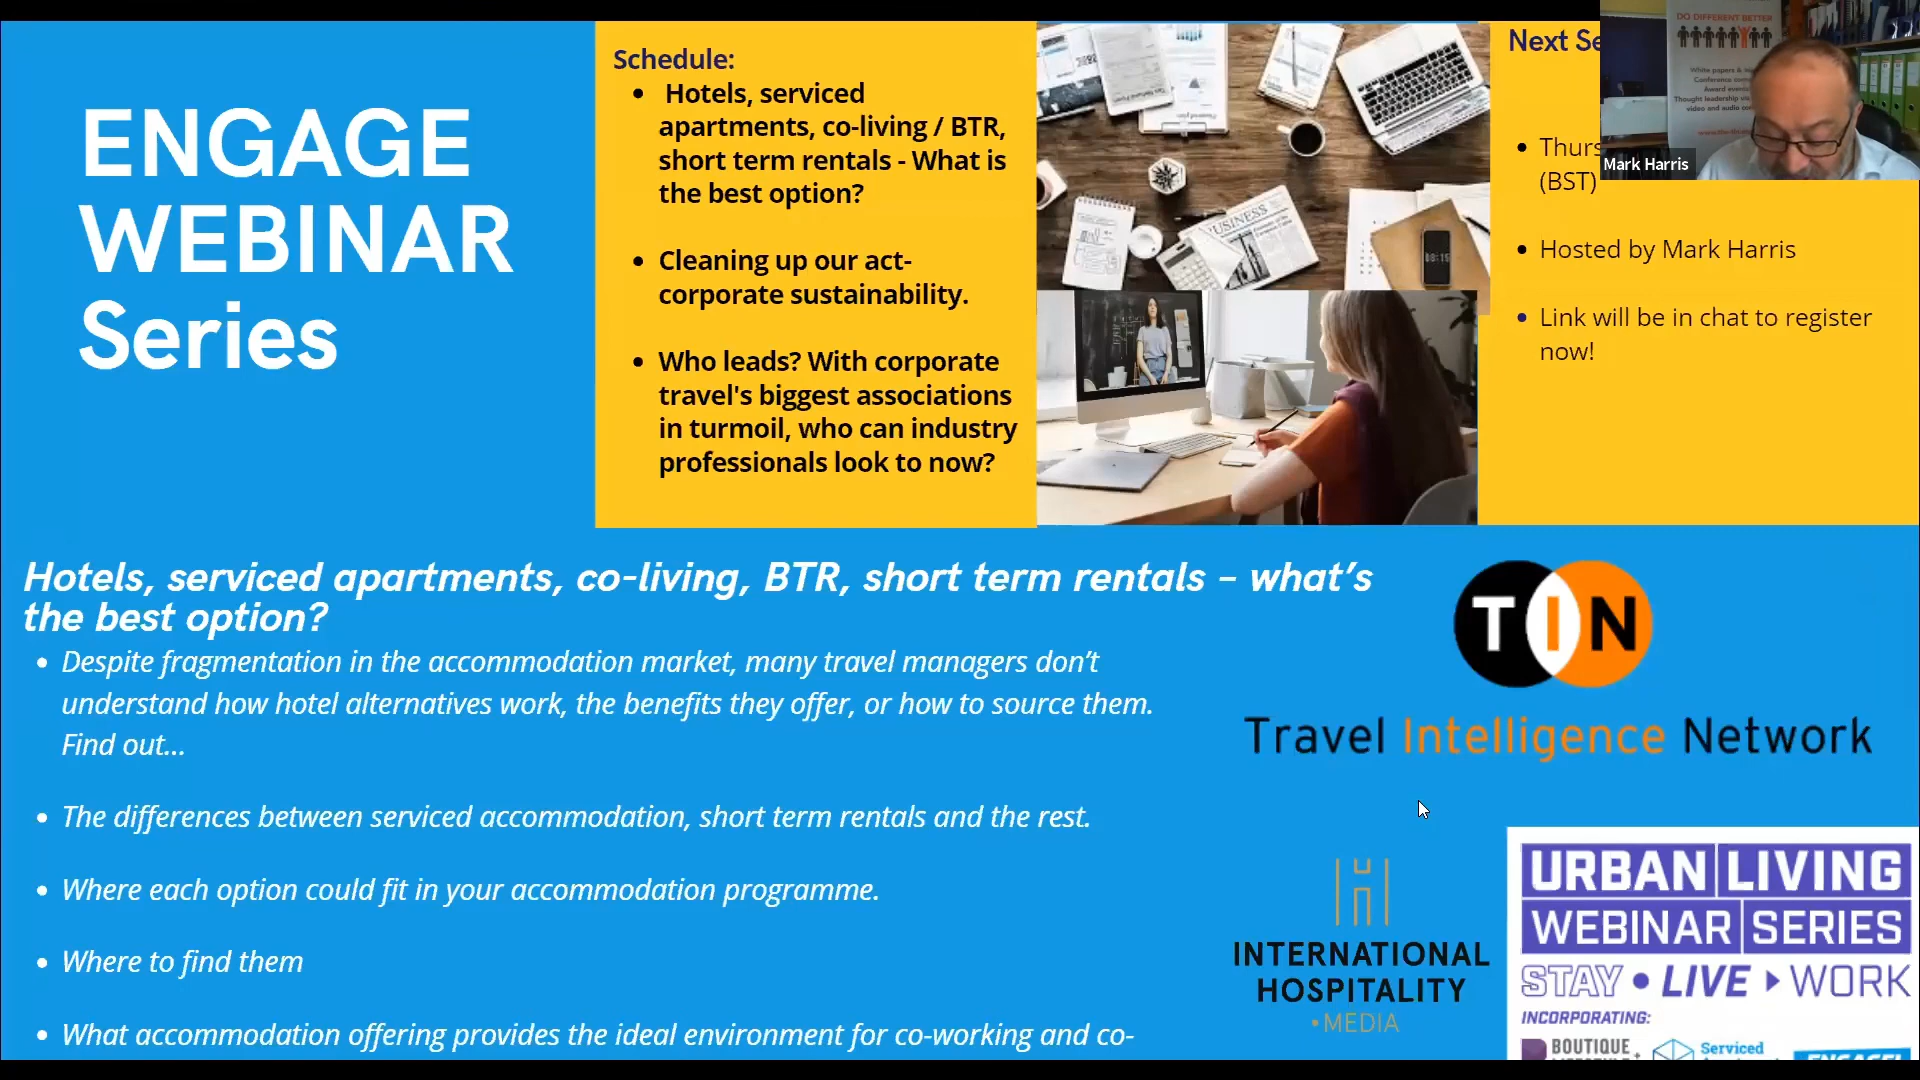 ENGAGE
WEBINAR
Series
Schedule:
• Hotels, serviced
apartments, co-living / BTR,
short term rentals - What is
the best option?
• Cleaning up our act-
corporate sustainability.
• Who leads? With corporate
travel's biggest associations
in turmoil, who can industry
professionals look to now?
BUSINESS
08:15
Next Se
• Thurs
(BST)
• Hosted by Mark Harris
• Link will be in chat to register
now!
DO DIFFERENT BETTER
Mark Harris
Hotels, serviced apartments, co-living, BTR, short term rentals – what's
the best option?
• Despite fragmentation in the accommodation market, many travel managers don't
understand how hotel alternatives work, the benefits they offer, or how to source them.
Find out...
• The differences between serviced accommodation, short term rentals and the rest.
• Where each option could fit in your accommodation programme.
• Where to find them
• What accommodation offering provides the ideal environment for co-working and co-
TIN
Travel Intelligence Network
INTERNATIONAL
HOSPITALITY
•MEDIA
URBAN LIVING
WEBINAR SERIES
STAY • LIVE ▸ WORK
INCORPORATING:
BOUTIQUE
Serviced